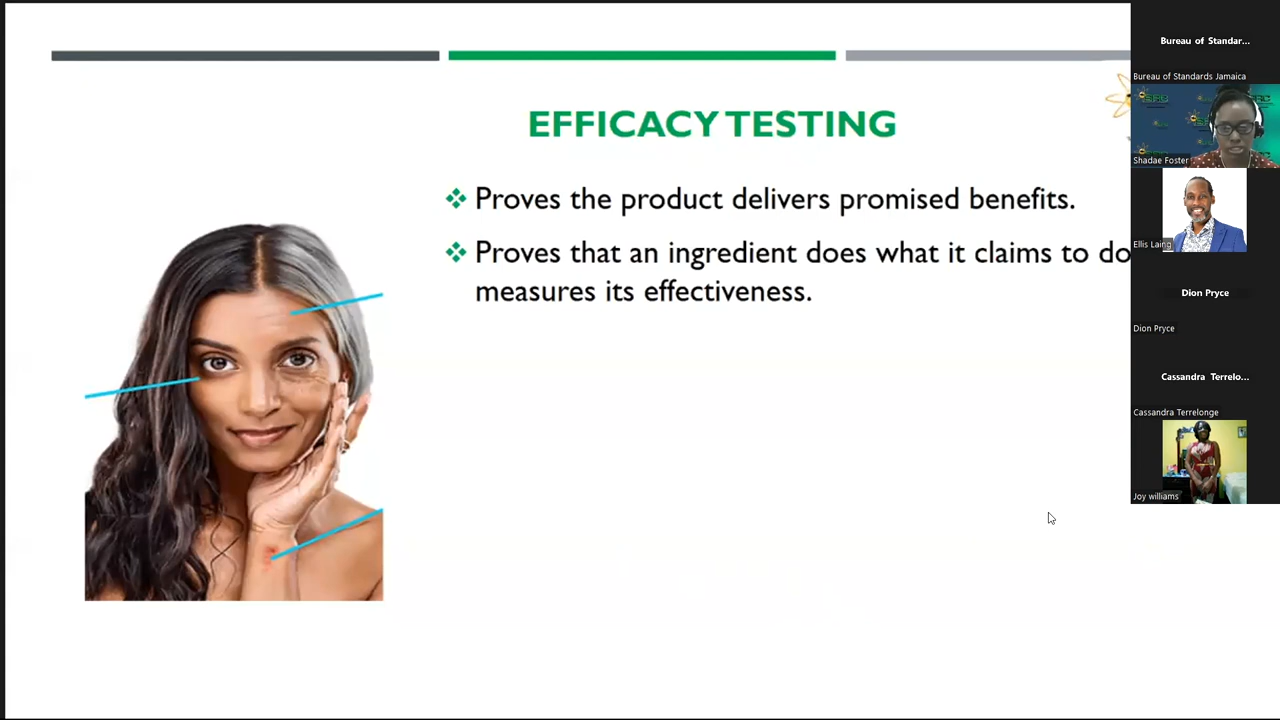 EFFICACY TESTING
Proves the product delivers promised benefits.
Proves that an ingredient does what it claims to do
measures its effectiveness.
Bureau of Standar...
Bureau of Standards Jamaica
Shadae Foster
Ellis Laing
Dion Pryce
Dion Pryce
Cassandra Terrelo...
Cassandra Terrelonge
Joy williams